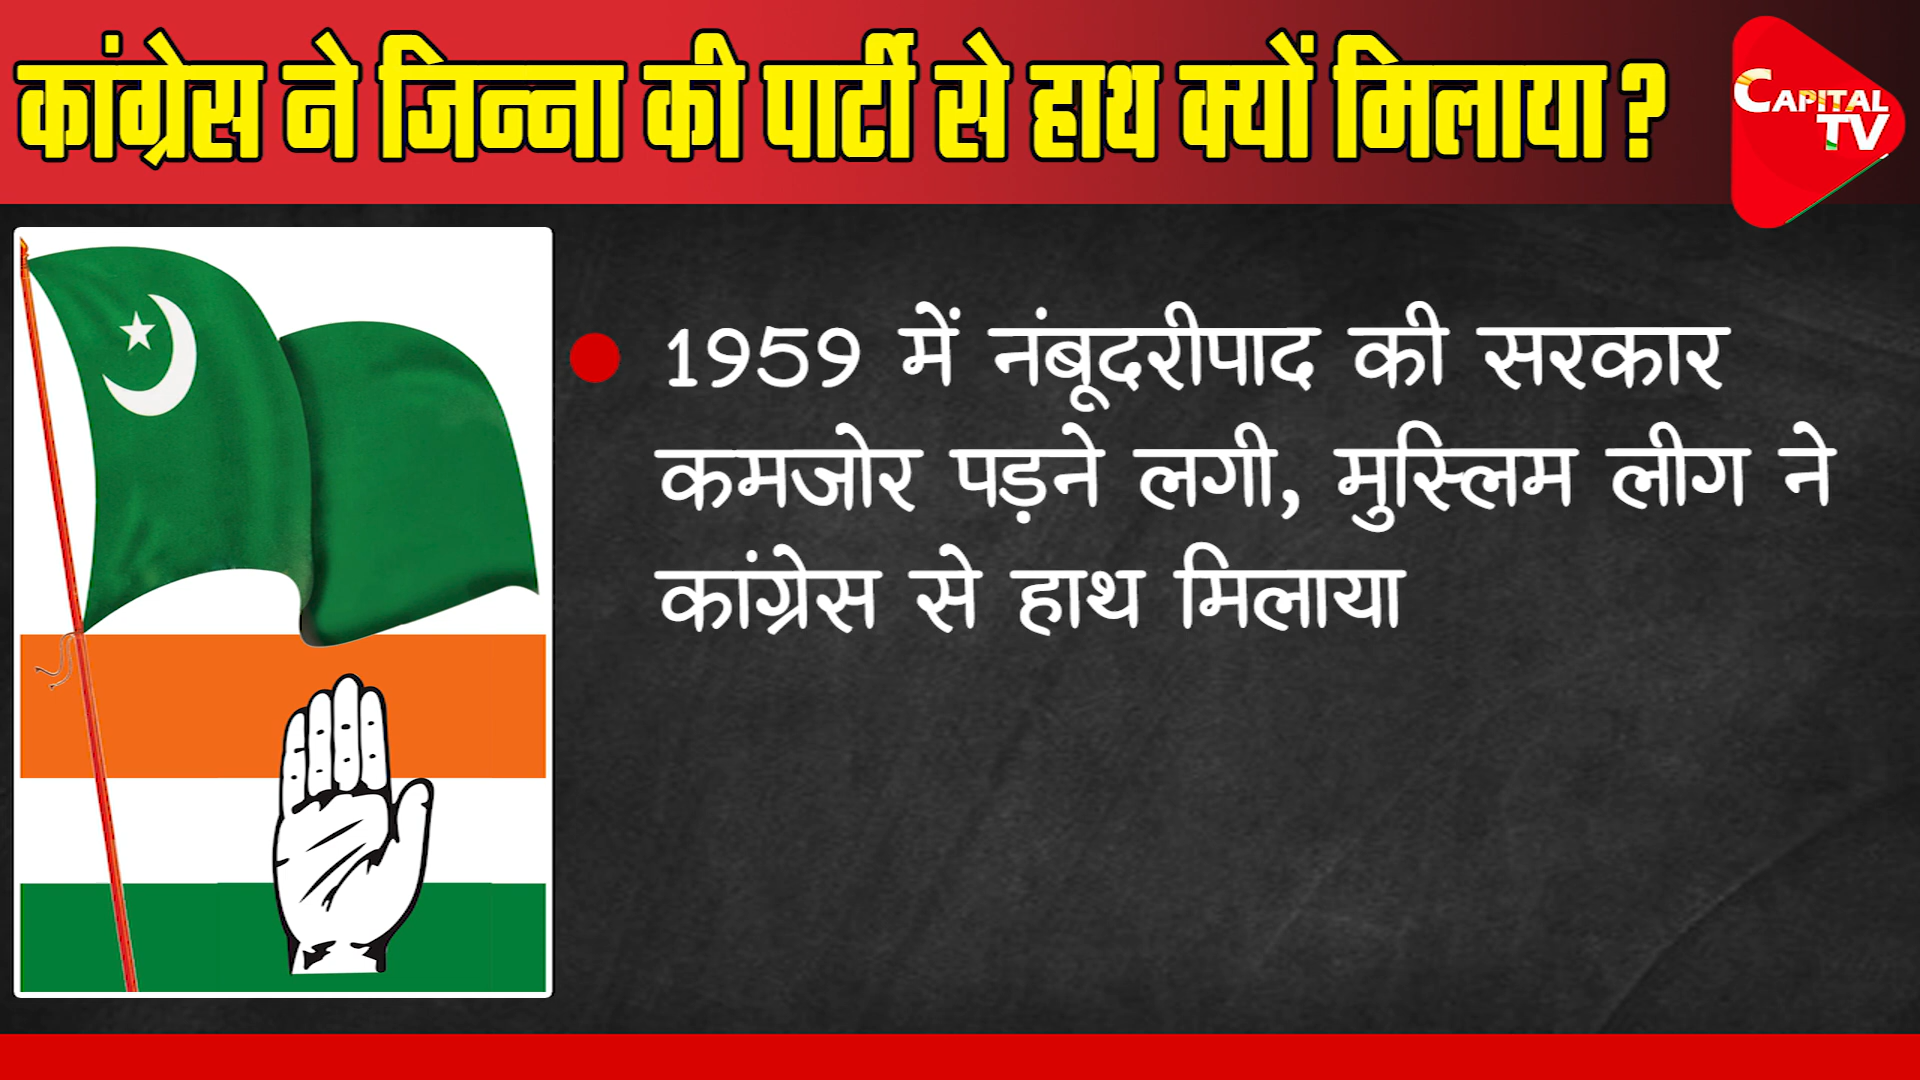 कांग्रेस ने जिन्ना की पार्टी से हाथ क्यों मिलाया?
CAPITAL
TV
1959 में नंबूदरीपाद की सरकार
कमजोर पड़ने लगी, मुस्लिम लीग ने
कांग्रेस से हाथ मिलाया